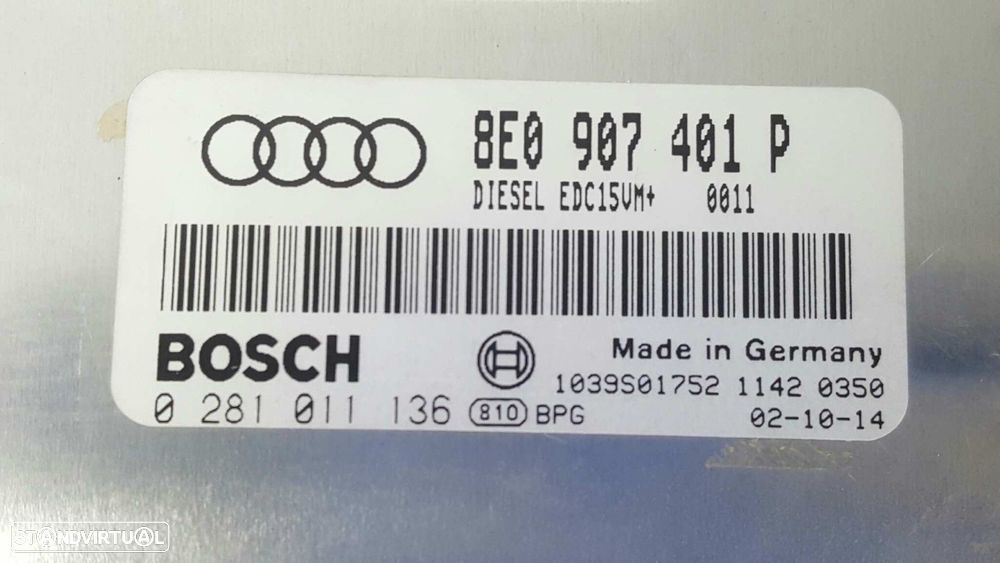 8E0 907 401 P
DIESEL EDC15VM+ 0011
BOSCH
Made in Germany
1039S01752 1142 0350
0 281 011 136 810 BPG
02-10-14
STANDVIRTUAL